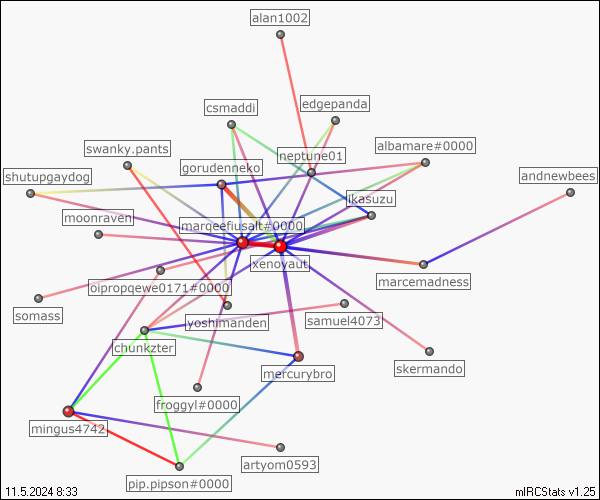 alan1002
csmaddi
edgepanda
swanky.pants
neptune01
albamare#0000
shutupgaydog
gorudenneko
andnewbees
ikasuzu
moonraven
marqeefiusalt#0000
xenoyaut
oipropqewe0171#0000
marcemadness
somass
yoshimanden
samuel4073
chunkzter
skermando
mercurybro
froggyl#0000
mingus4742
artyom0593
pip.pipson#0000
11.5.2024 8:33
mIRCStats v1.25